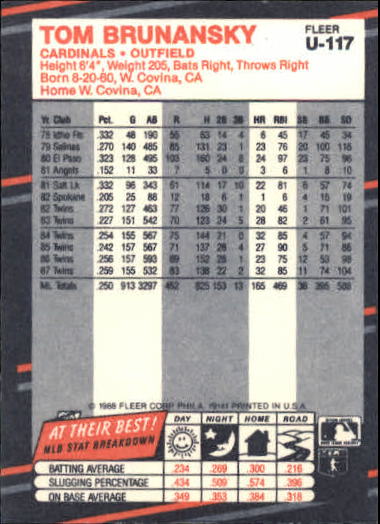 TOM BRUNANSKY FLEER U-117
CARDINALS • OUTFIELD
Height 6'4", Weight 205, Bats Right, Throws Right
Born 8-20-60, W. Covina, CA
Home W. Covina, CA
Yr. Club Pct. G AB R H 2B 3B HR RBI SB BB SO
78 Idaho Fls .332 48 190 55 63 14 4 6 45 17 45 34
79 Salinas .270 140 485 85 131 23 1 23 76 20 100 116
80 El Paso .323 128 495 103 160 24 8 24 97 23 75 96
81 Angels .152 11 33 7 5 0 0 3 6 1 8 10
81 Salt Lk .332 96 343 61 114 17 10 22 81 6 57 74
82 Spokane .205 25 88 12 18 6 1 1 6 4 15 19
82 Twins .272 127 463 77 126 30 1 20 46 1 71 101
83 Twins .227 151 542 70 123 24 5 28 82 2 61 95
84 Twins .254 155 567 75 144 21 0 32 85 4 57 94
85 Twins .242 157 567 71 137 28 4 27 90 5 71 86
86 Twins .256 157 593 69 152 28 1 23 75 12 53 98
87 Twins .259 155 532 83 138 22 2 32 85 11 74 104
ML Totals .250 913 3297 452 825 153 13 165 469 36 395 588
© 1988 FLEER CORP. PHILA. 19141 PRINTED IN U.S.A.
AT THEIR BEST!
MLB STAT BREAKDOWN
DAY NIGHT HOME ROAD
BATTING AVERAGE .234 .269 .300 .216
SLUGGING PERCENTAGE .434 .509 .574 .396
ON BASE AVERAGE .349 .353 .384 .318